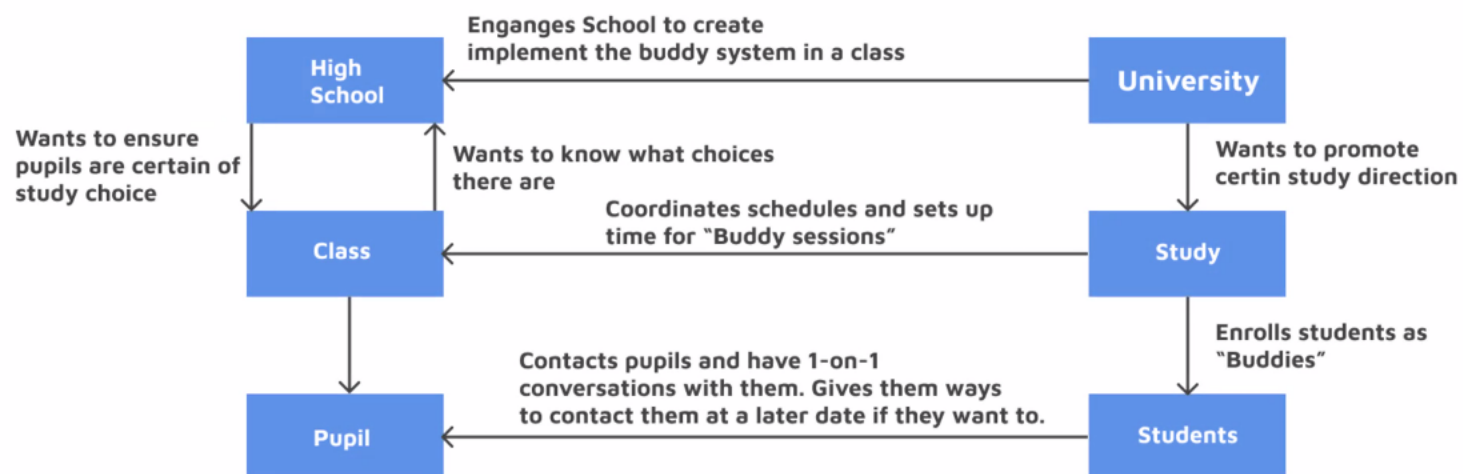 Enganges School to create
implement the buddy system in a class
High
School
University
Wants to ensure
pupils are certain of
study choice
Wants to know what choices
there are
Wants to promote
certin study direction
Coordinates schedules and sets up
time for “Buddy sessions”
Class
Study
Enrolls students as
“Buddies”
Contacts pupils and have 1-on-1
conversations with them. Gives them ways
to contact them at a later date if they want to.
Pupil
Students